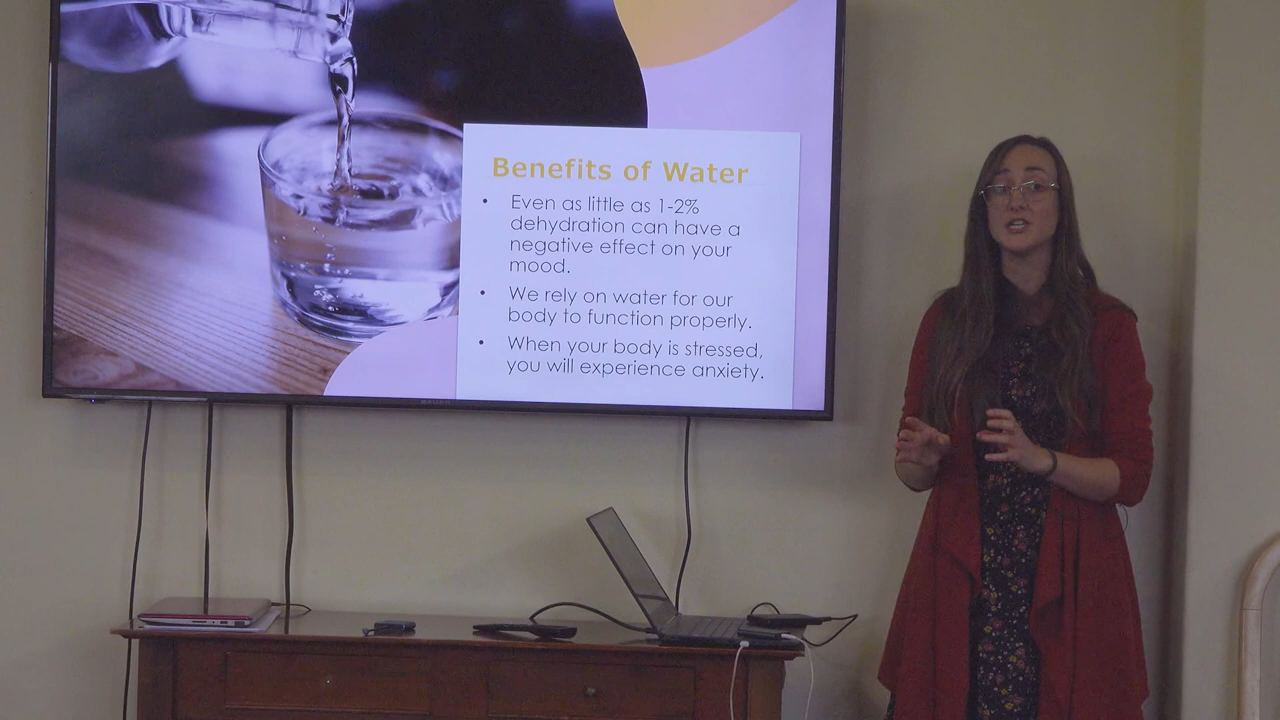 Benefits of Water
• Even as little as 1-2%
dehydration can have a
negative effect on your
mood.
• We rely on water for our
body to function properly.
• When your body is stressed,
you will experience anxiety.